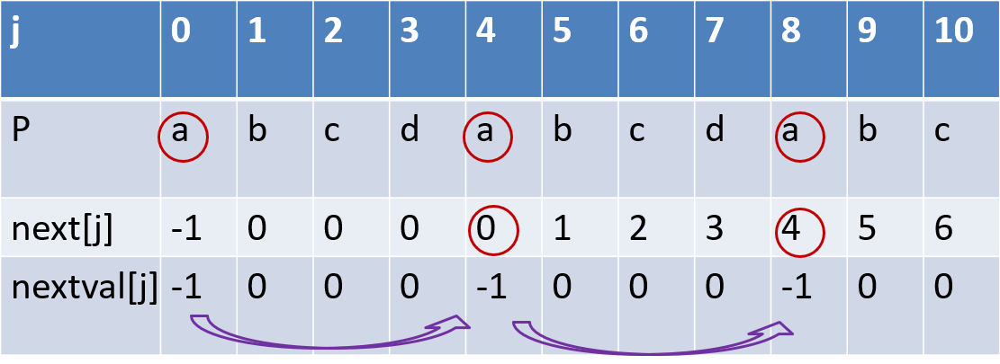 j 0 1 2 3 4 5 6 7 8 9 10
P a b c d a b c d a b c
next[j] -1 0 0 0 0 1 2 3 4 5 6
nextval[j] -1 0 0 0 -1 0 0 0 -1 0 0